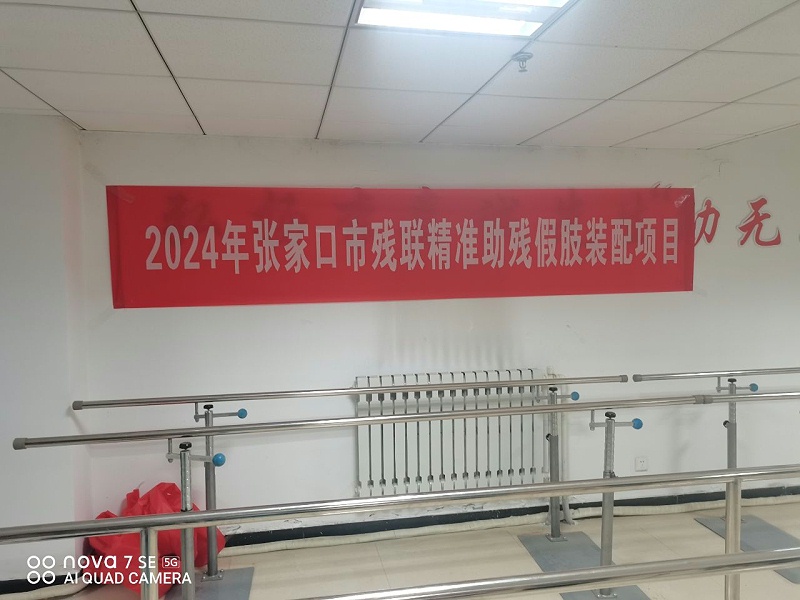 2024年张家口市残联精准助残假肢装配项目
无
nova 7 SE 5G
AI QUAD CAMERA